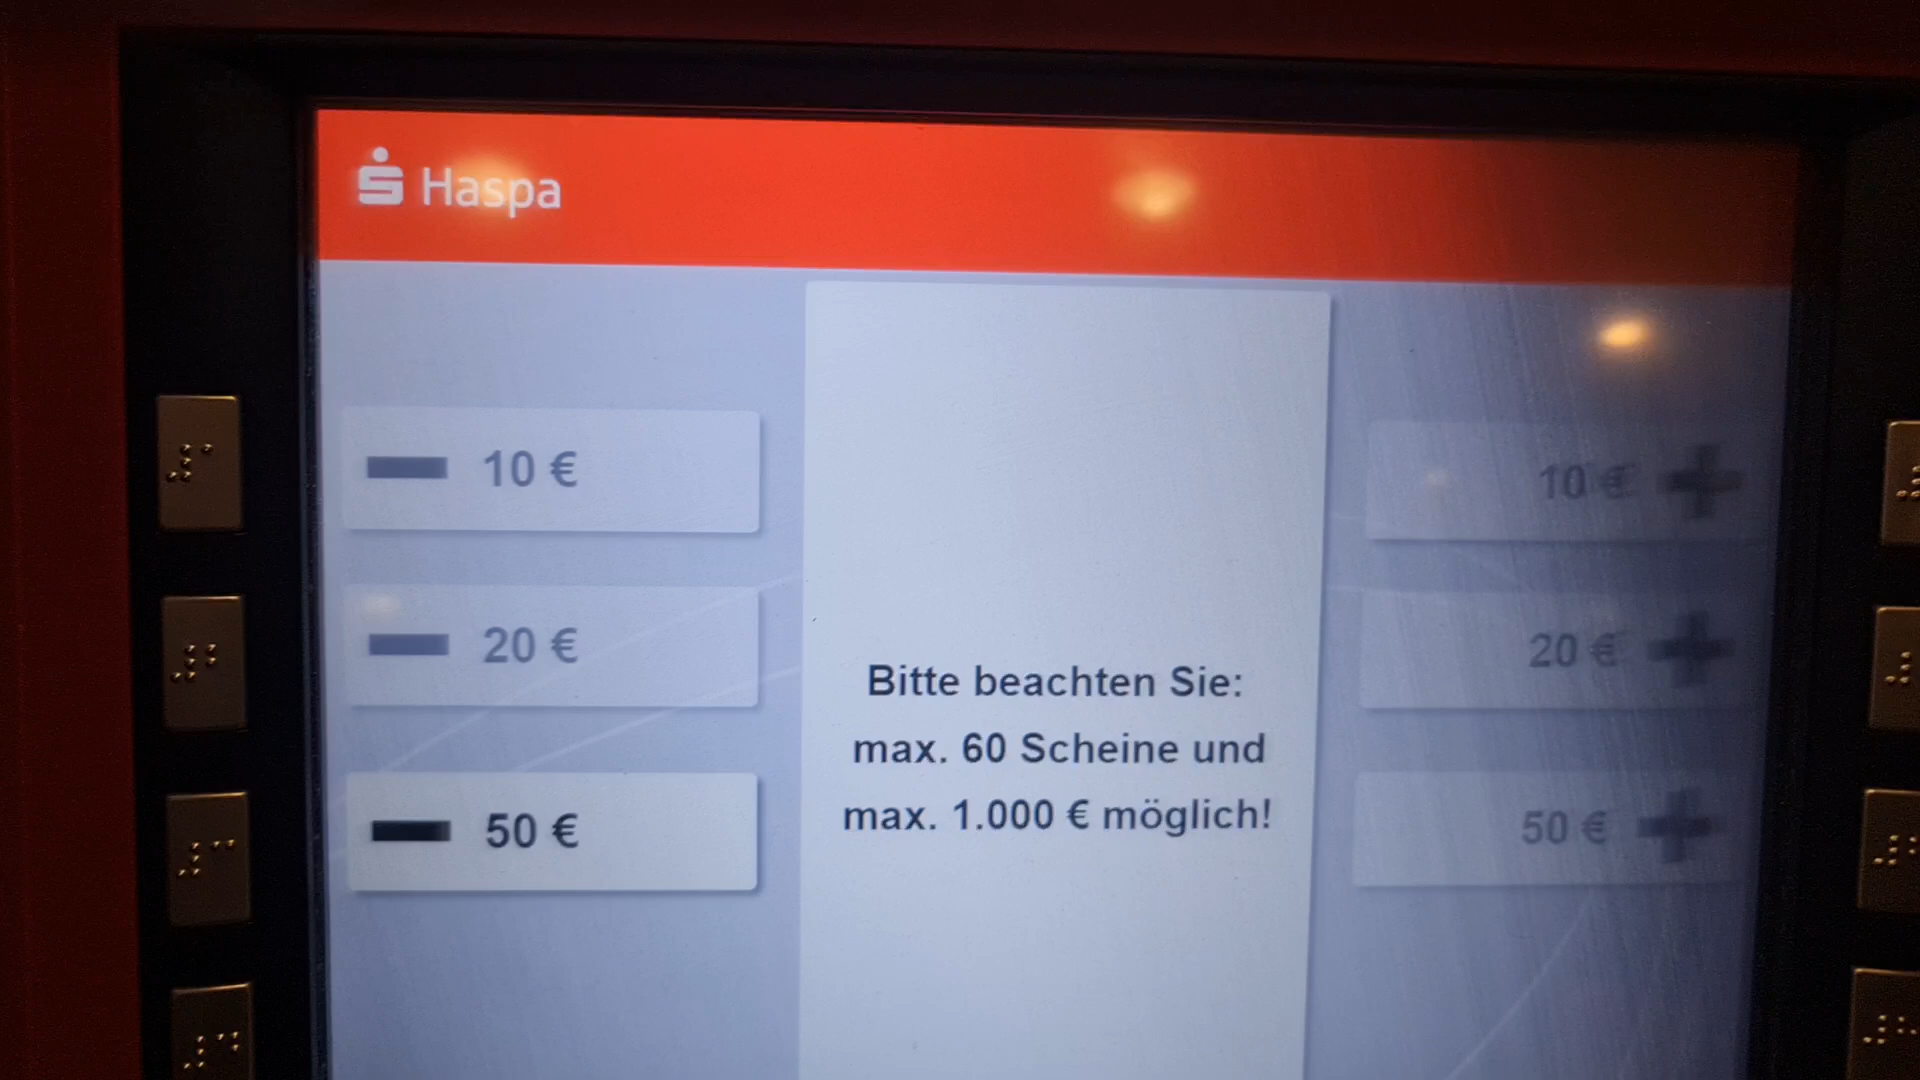 Haspa
10 €
10 €
20 €
20 €
50 €
50 €
Bitte beachten Sie:
max. 60 Scheine und
max. 1.000 € möglich!